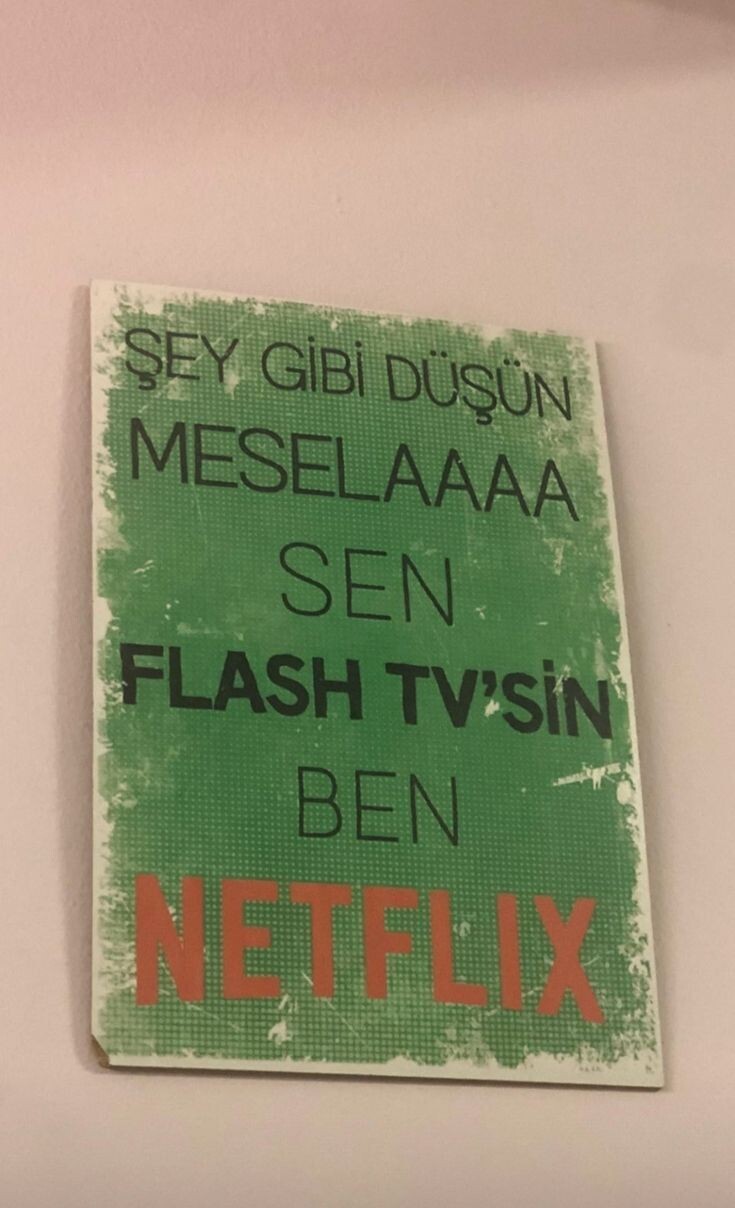 ŞEY GİBİ DÜŞÜN
MESELAAAA
SEN
FLASH TV'SİN
BEN
NETFLIX